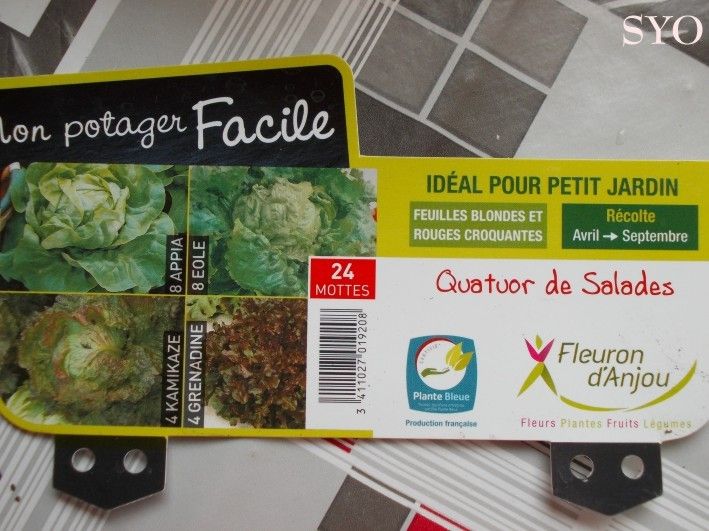 SYO
Mon potager Facile
IDÉAL POUR PETIT JARDIN
FEUILLES BLONDES ET
ROUGES CROQUANTES
Récolte
Avril → Septembre
8 APPIA
8 EOLE
24
MOTTES
Quatuor de Salades
4 KAMIKAZE
4 GRENADINE
3 411027 019208
Plante Bleue
Production française
Fleuron
d'Anjou
Fleurs Plantes Fruits Légumes